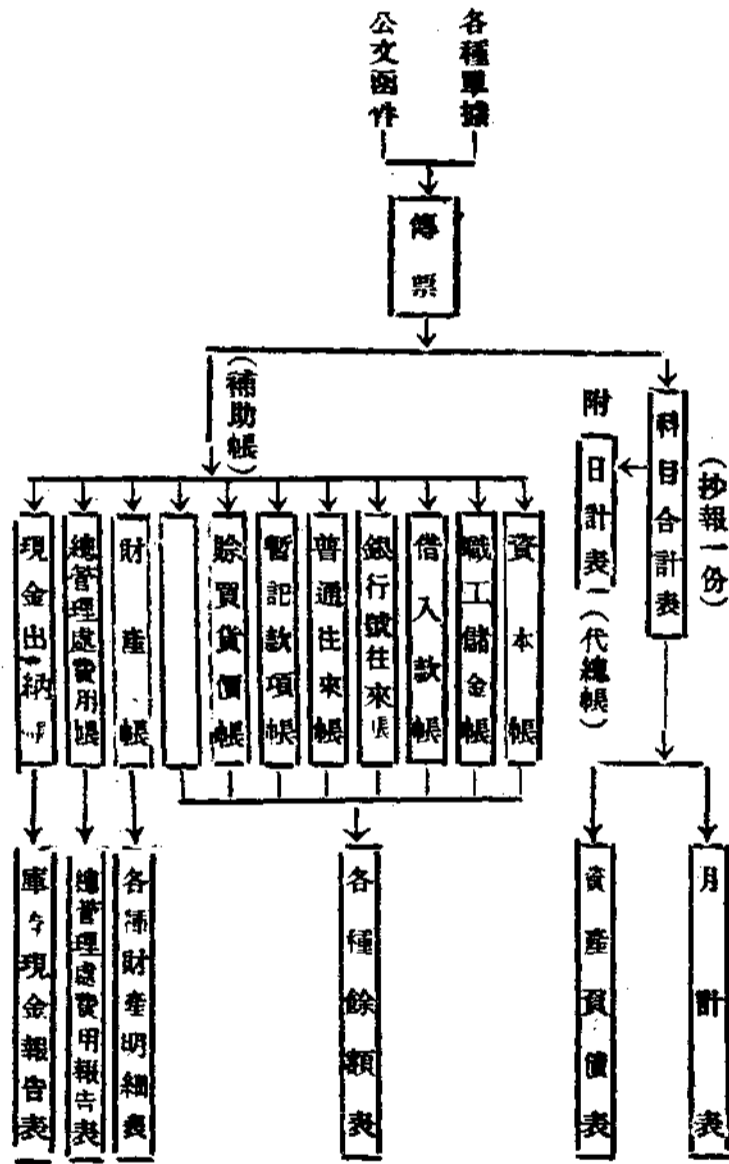 各種單據
公文函件
傳票
科目合計表
(抄報一份)
附
日計表
(代總帳)
(補助帳)
資本帳
職工儲金帳
借入款帳
銀行號往來帳
普通往來帳
暫記款項帳
賒買貨價帳
財產帳
總管理處費用帳
現金出納
月計表
資產負債表
各種餘額表
各種財產明細表
總管理處費用報告表
庫存現金報告表